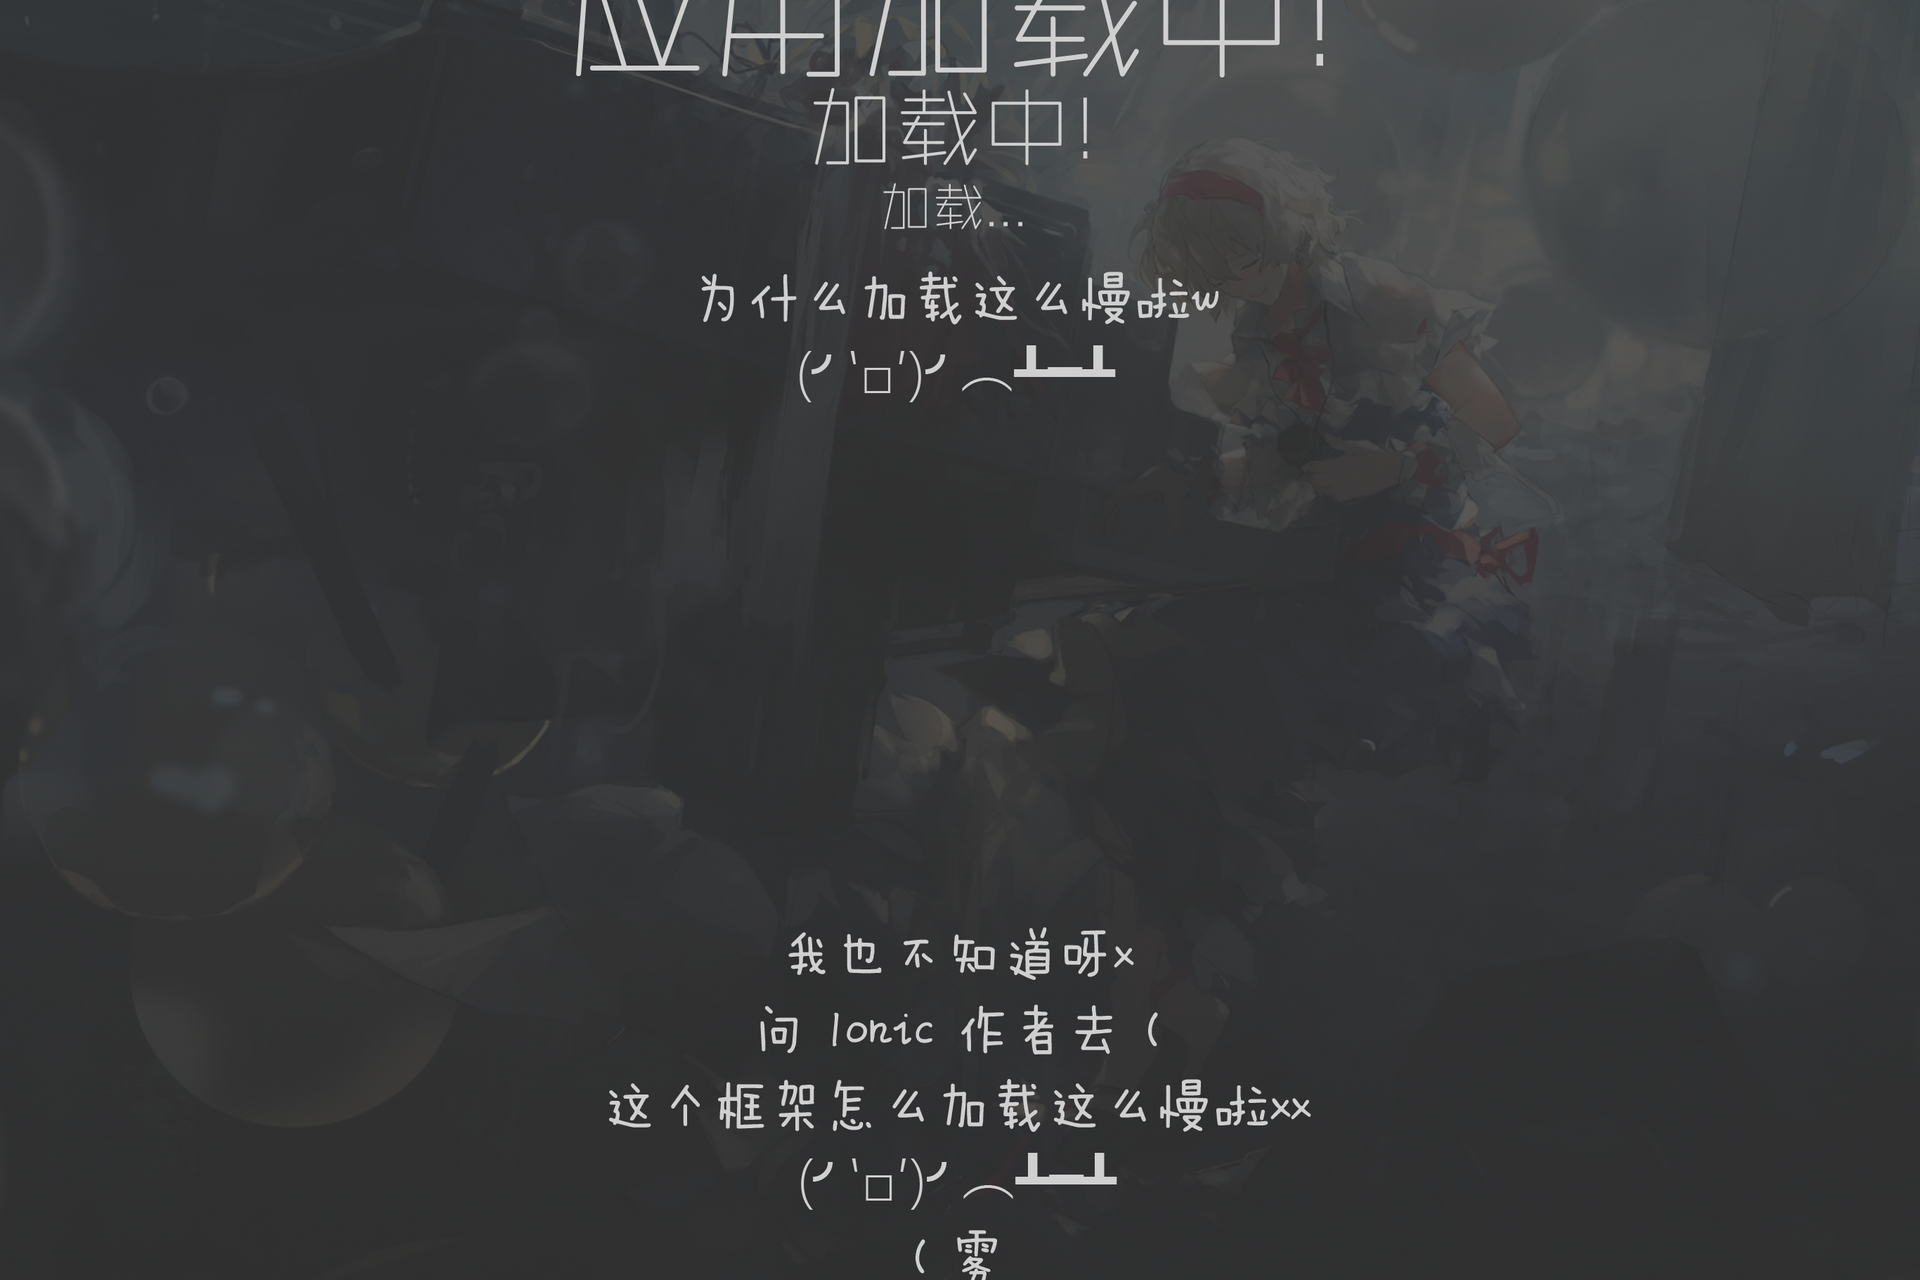 应用加载中!
加载中!
加载...
为什么加载这么慢啦w
(╯‵□′)╯︵┻━┻
我也不知道呀x
问 Ionic 作者去（
这个框架怎么加载这么慢啦xx
(╯‵□′)╯︵┻━┻
（雾